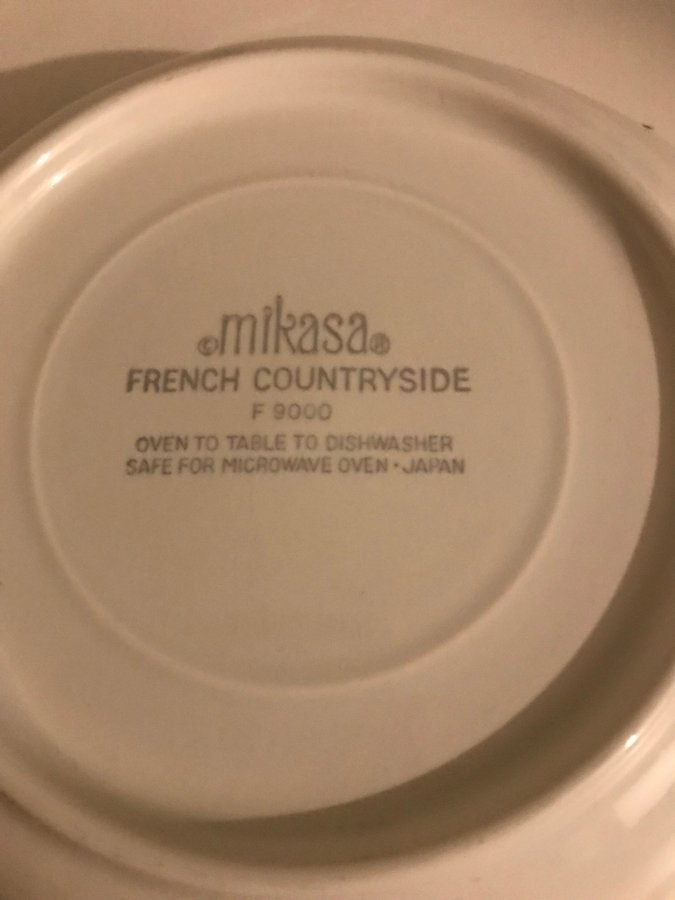 ©mikasa®
FRENCH COUNTRYSIDE
F 9000
OVEN TO TABLE TO DISHWASHER
SAFE FOR MICROWAVE OVEN • JAPAN